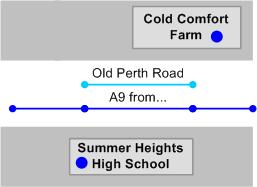 Cold Comfort
Farm
Old Perth Road
A9 from...
Summer Heights
High School